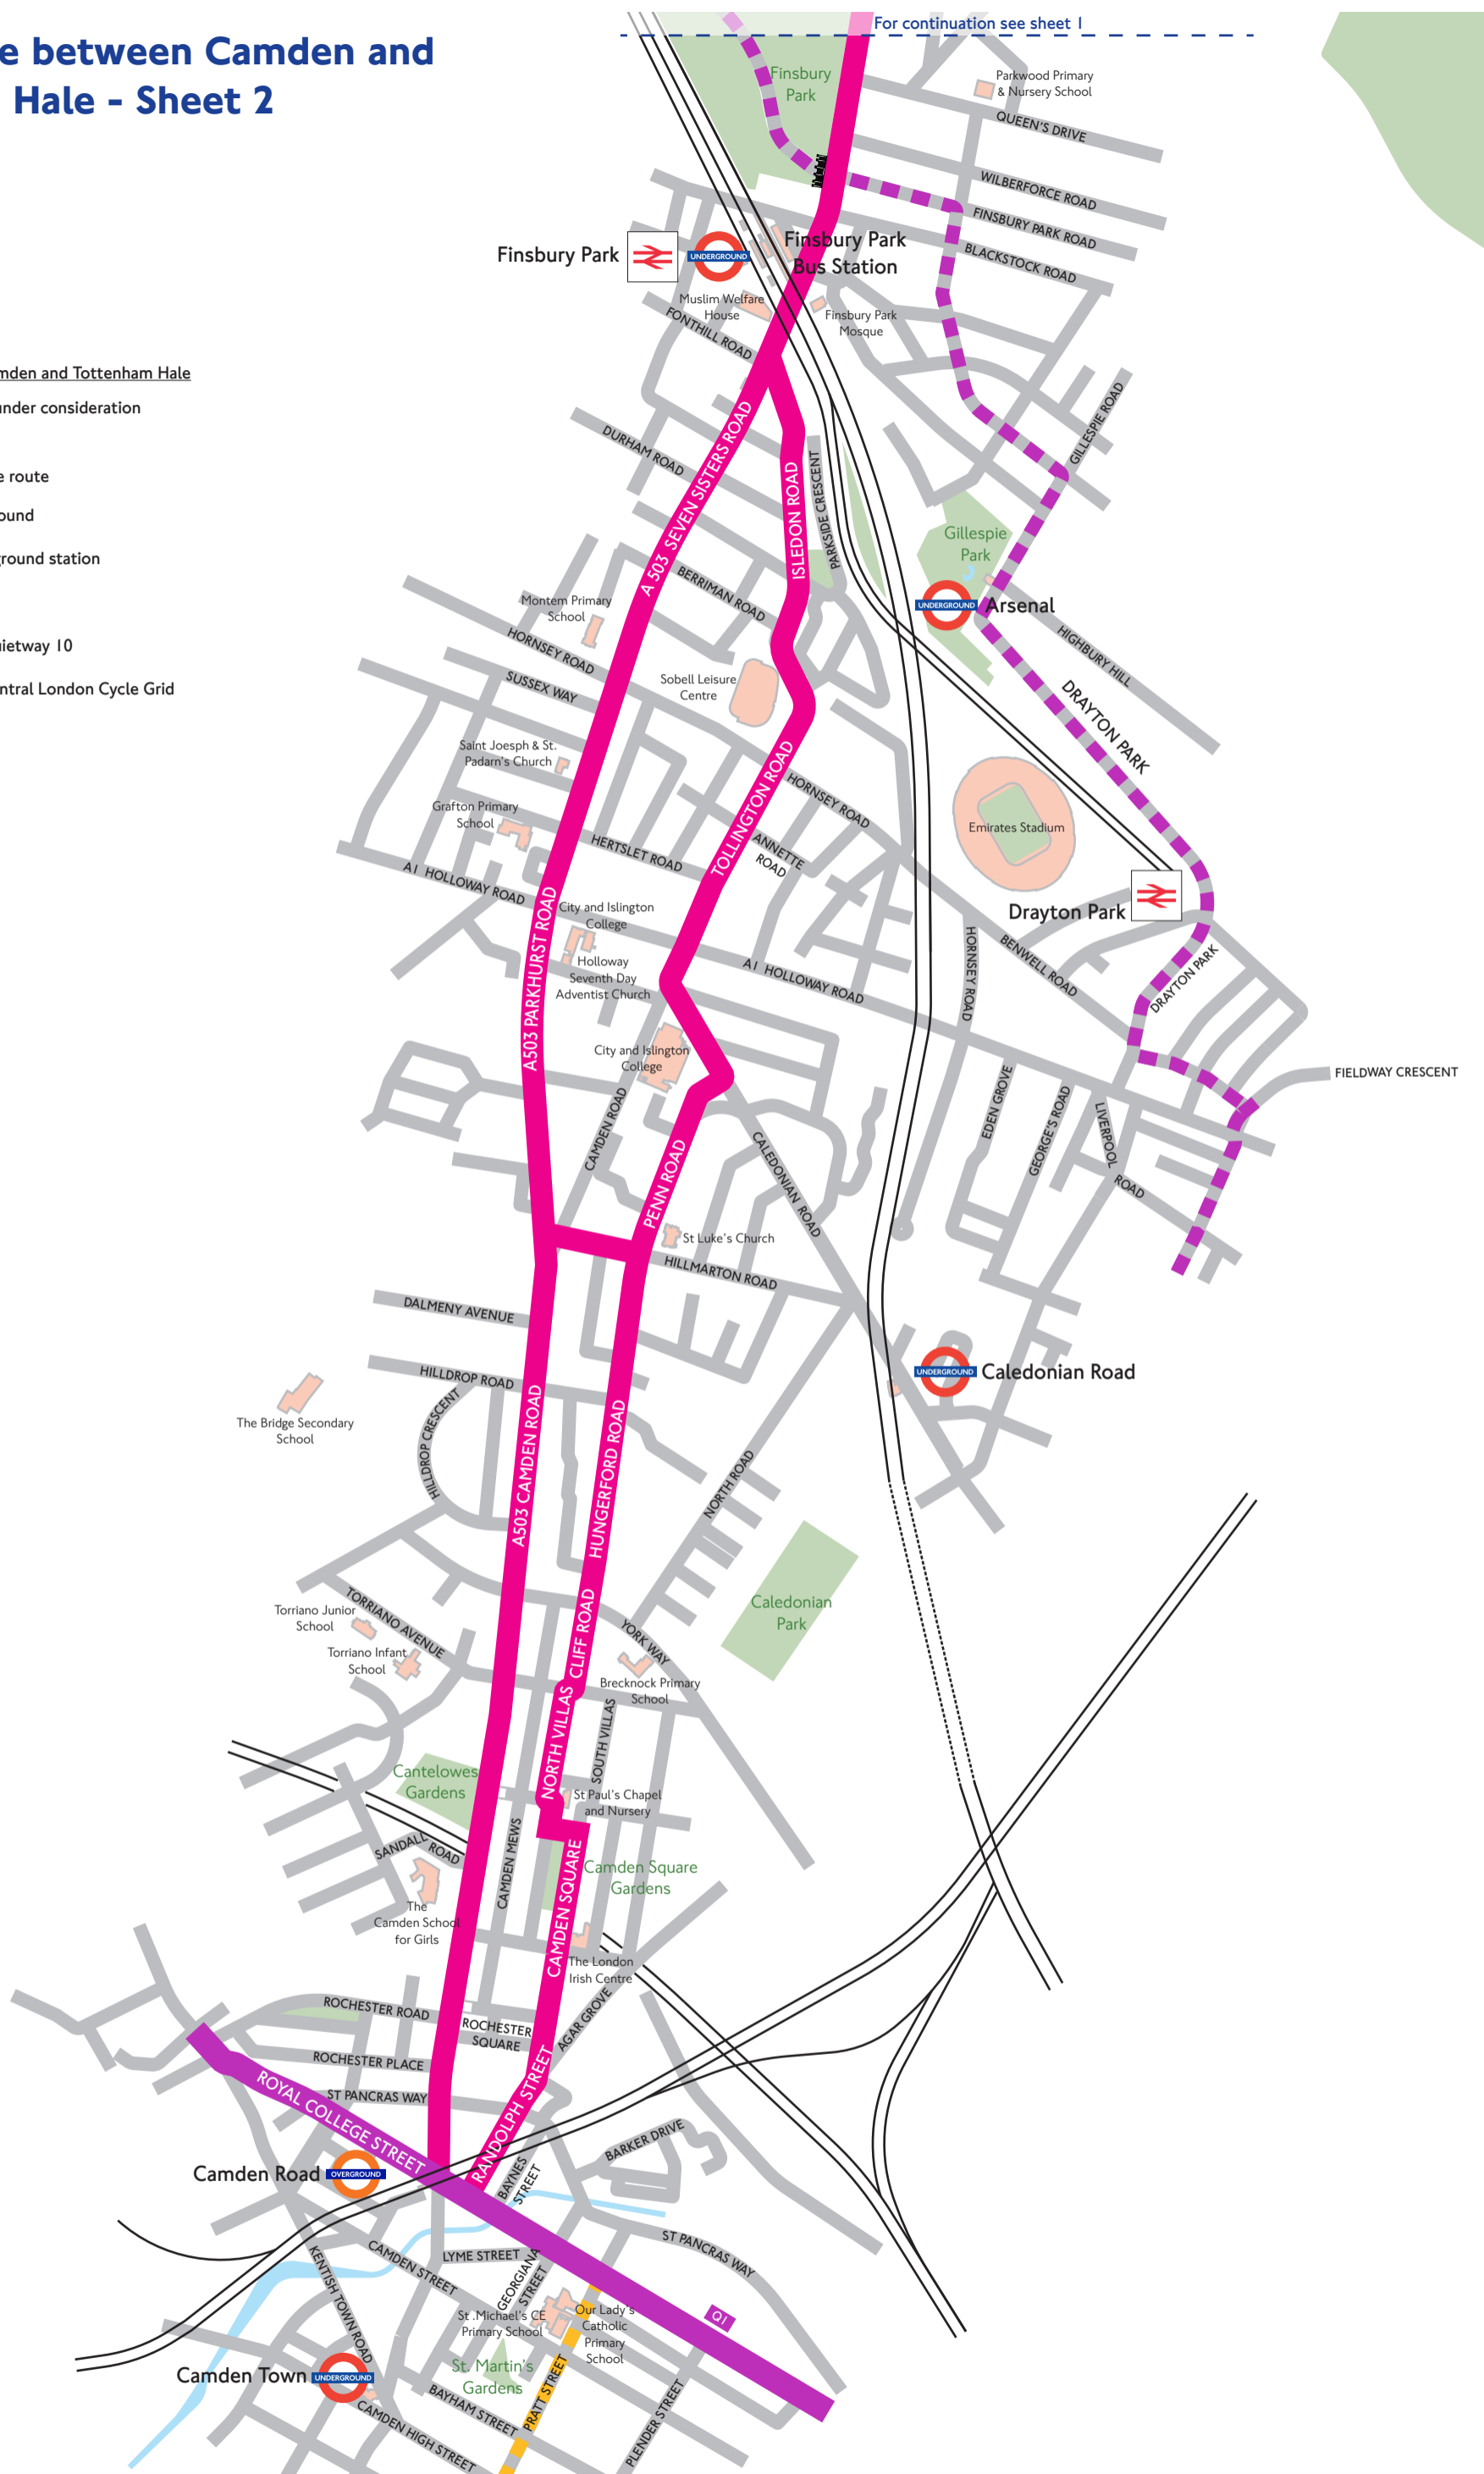 For continuation see sheet 1
e between Camden and
Hale - Sheet 2
Finsbury
Park
Parkwood Primary
& Nursery School
QUEEN'S DRIVE
WILBERFORCE ROAD
FINSBURY PARK ROAD
BLACKSTOCK ROAD
Finsbury Park
UNDERGROUND
Finsbury Park
Bus Station
Muslim Welfare
House
Finsbury Park
Mosque
FONTHILL ROAD
mden and Tottenham Hale
under consideration
e route
ound
ground station
uietway 10
ntral London Cycle Grid
GILLESPIE ROAD
A 503 SEVEN SISTERS ROAD
DURHAM ROAD
ISLEDON ROAD
PARKSIDE CRESCENT
Gillespie
Park
BERRIMAN ROAD
Montem Primary
School
UNDERGROUND
Arsenal
HORNSEY ROAD
HIGHBURY HILL
SUSSEX WAY
Sobell Leisure
Centre
DRAYTON PARK
Saint Joesph & St.
Padarn's Church
TOLLINGTON ROAD
HORNSEY ROAD
Grafton Primary
School
Emirates Stadium
HERTSLET ROAD
ANNETTE
ROAD
A1 HOLLOWAY ROAD
Drayton Park
City and Islington
College
A503 PARKHURST ROAD
HORNSEY ROAD
BENWELL ROAD
DRAYTON PARK
Holloway
Seventh Day
Adventist Church
A1 HOLLOWAY ROAD
City and Islington
College
FIELDWAY CRESCENT
CAMDEN ROAD
EDEN GROVE
GEORGE'S ROAD
LIVERPOOL
ROAD
CALEDONIAN ROAD
PENN ROAD
St Luke's Church
HILLMARTON ROAD
DALMENY AVENUE
HILLDROP ROAD
UNDERGROUND
Caledonian Road
HILLDROP CRESCENT
The Bridge Secondary
School
A503 CAMDEN ROAD
HUNGERFORD ROAD
NORTH ROAD
Caledonian
Park
TORRIANO AVENUE
Torriano Junior
School
CLIFF ROAD
YORK WAY
Torriano Infant
School
Brecknock Primary
School
NORTH VILLAS
SOUTH VILLAS
Cantelowes
Gardens
St Paul's Chapel
and Nursery
SANDALL
ROAD
CAMDEN MEWS
CAMDEN SQUARE
Camden Square
Gardens
The
Camden School
for Girls
The London
Irish Centre
ROCHESTER ROAD
ROCHESTER
SQUARE
AGAR GROVE
ROCHESTER PLACE
ST PANCRAS WAY
ROYAL COLLEGE STREET
RANDOLPH STREET
BARKER DRIVE
Camden Road
OVERGROUND
BAYNES
STREET
ST PANCRAS WAY
KENTISH TOWN ROAD
CAMDEN STREET
LYME STREET
GEORGIANA
STREET
St .Michael's CE
Primary School
Our Lady's
Catholic
Primary
School
Q1
Camden Town
UNDERGROUND
St. Martin's
Gardens
PRATT STREET
BAYHAM STREET
PLENDER STREET
CAMDEN HIGH STREET